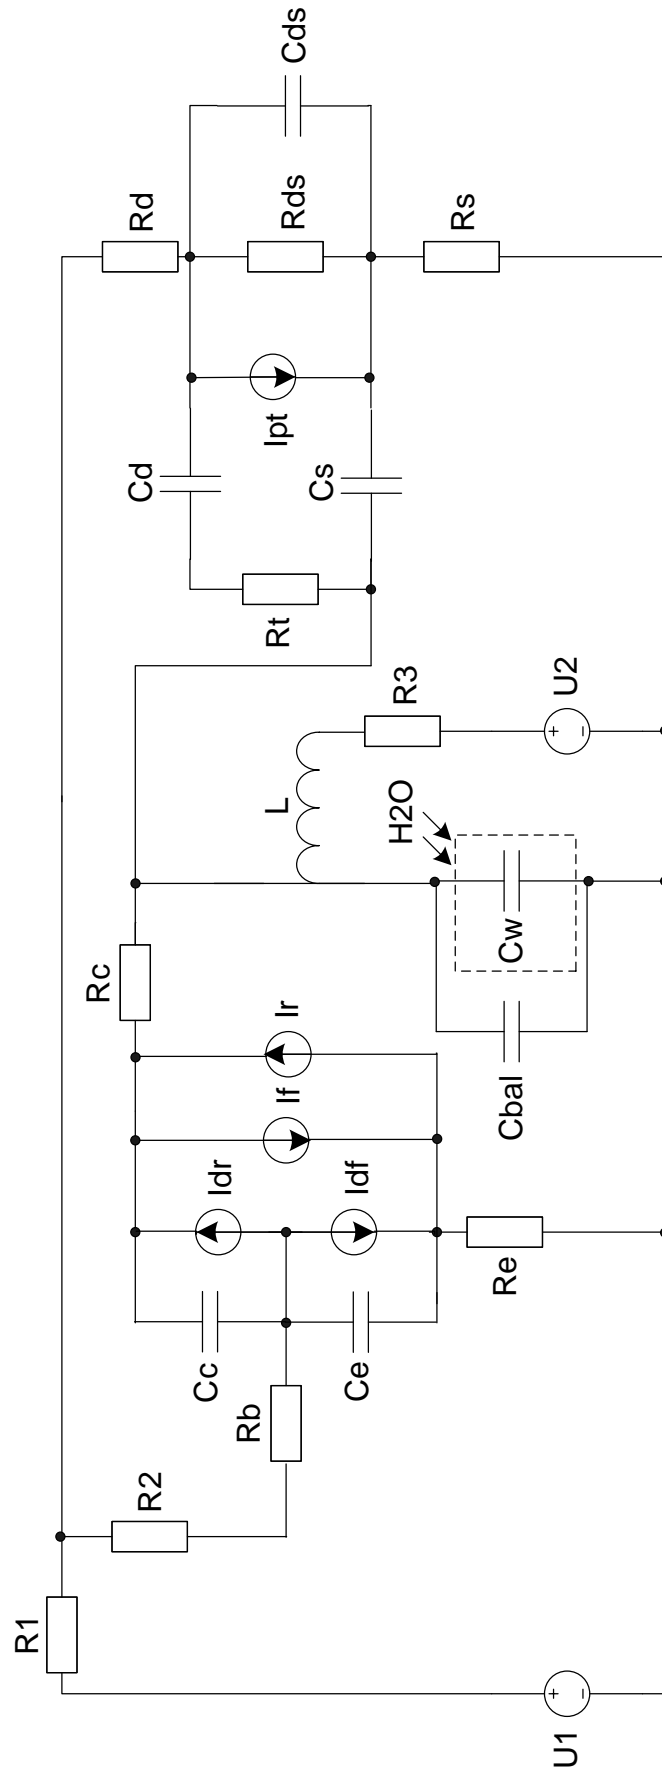 Cds
Rd
Rds
Rs
Ipt
Cd
Cs
Rt
R3
U2
+
−
L
H2O
Cw
Cbal
Rc
Ir
If
Idr
Idf
Re
Cc
Ce
Rb
R2
R1
U1
+
−